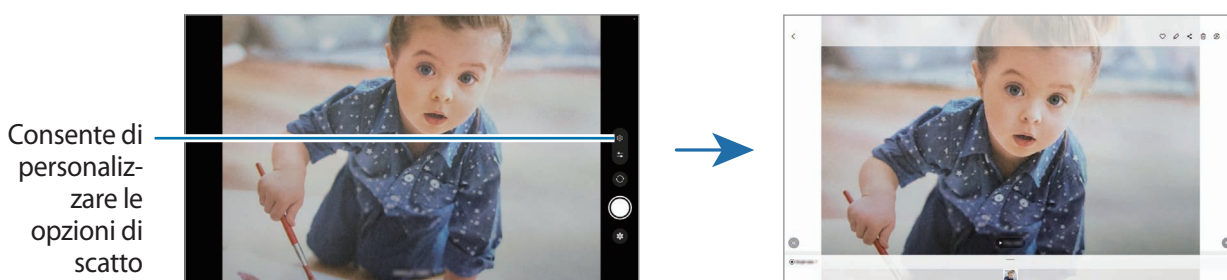 Consente di
personaliz-
zare le
opzioni di
scatto